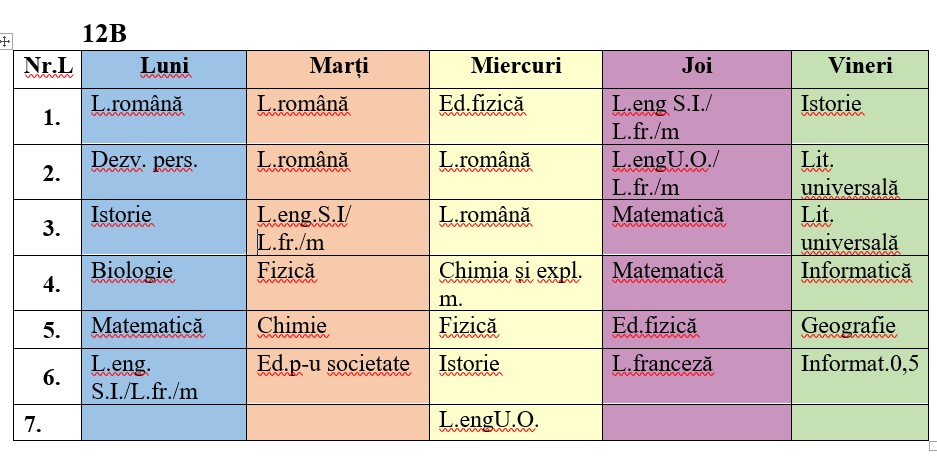 12B
Nr.L Luni Marți Miercuri Joi Vineri
1. L.română L.română Ed.fizică L.eng S.I./ Istorie
L.fr./m
2. Dezv. pers. L.română L.română L.engU.O./ Lit.
L.fr./m universală
3. Istorie L.eng.S.I/ L.română Matematică Lit.
L.fr./m universală
4. Biologie Fizică Chimia și expl. Matematică Informatică
m.
5. Matematică Chimie Fizică Ed.fizică Geografie
6. L.eng. Ed.p-u societate Istorie L.franceză Informat.0,5
S.I./L.fr./m
7. L.engU.O.